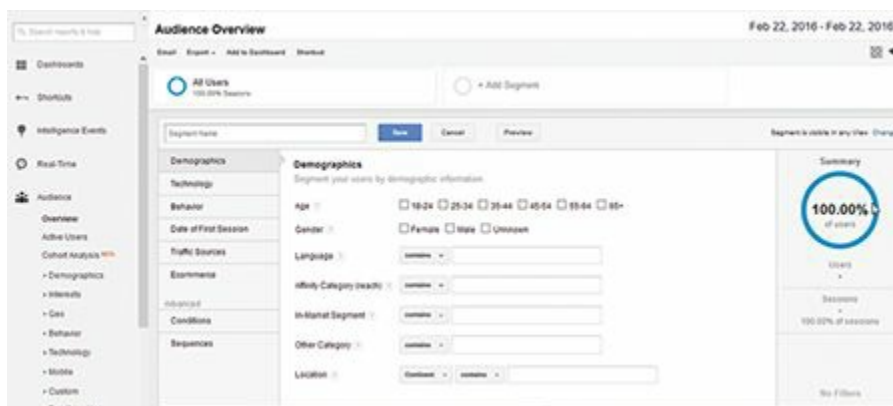 Search reports & help
Dashboards
Shortcuts
Intelligence Events
Real-Time
Audience
Overview
Active Users
Cohort Analysis BETA
Demographics
Interests
Geo
Behavior
Technology
Mobile
Custom
Audience Overview
Feb 22, 2016 - Feb 22, 2016
Email Export Add to Dashboard Shortcut
All Users
100.00% Sessions
+ Add Segment
Segment Name
Save Cancel Preview
Segment is visible in any View
Demographics
Technology
Behavior
Date of First Session
Traffic Sources
Ecommerce
Advanced
Conditions
Sequences
Demographics
Segment your users by demographic information.
Age 18-24 25-34 35-44 45-54 55-64 65+
Gender Female Male Unknown
Language contains
Affinity Category (reach) contains
In-Market Segment contains
Other Category contains
Location Continent contains
Summary
100.00%
of users
Users
Sessions
100.00% of sessions
No Filters